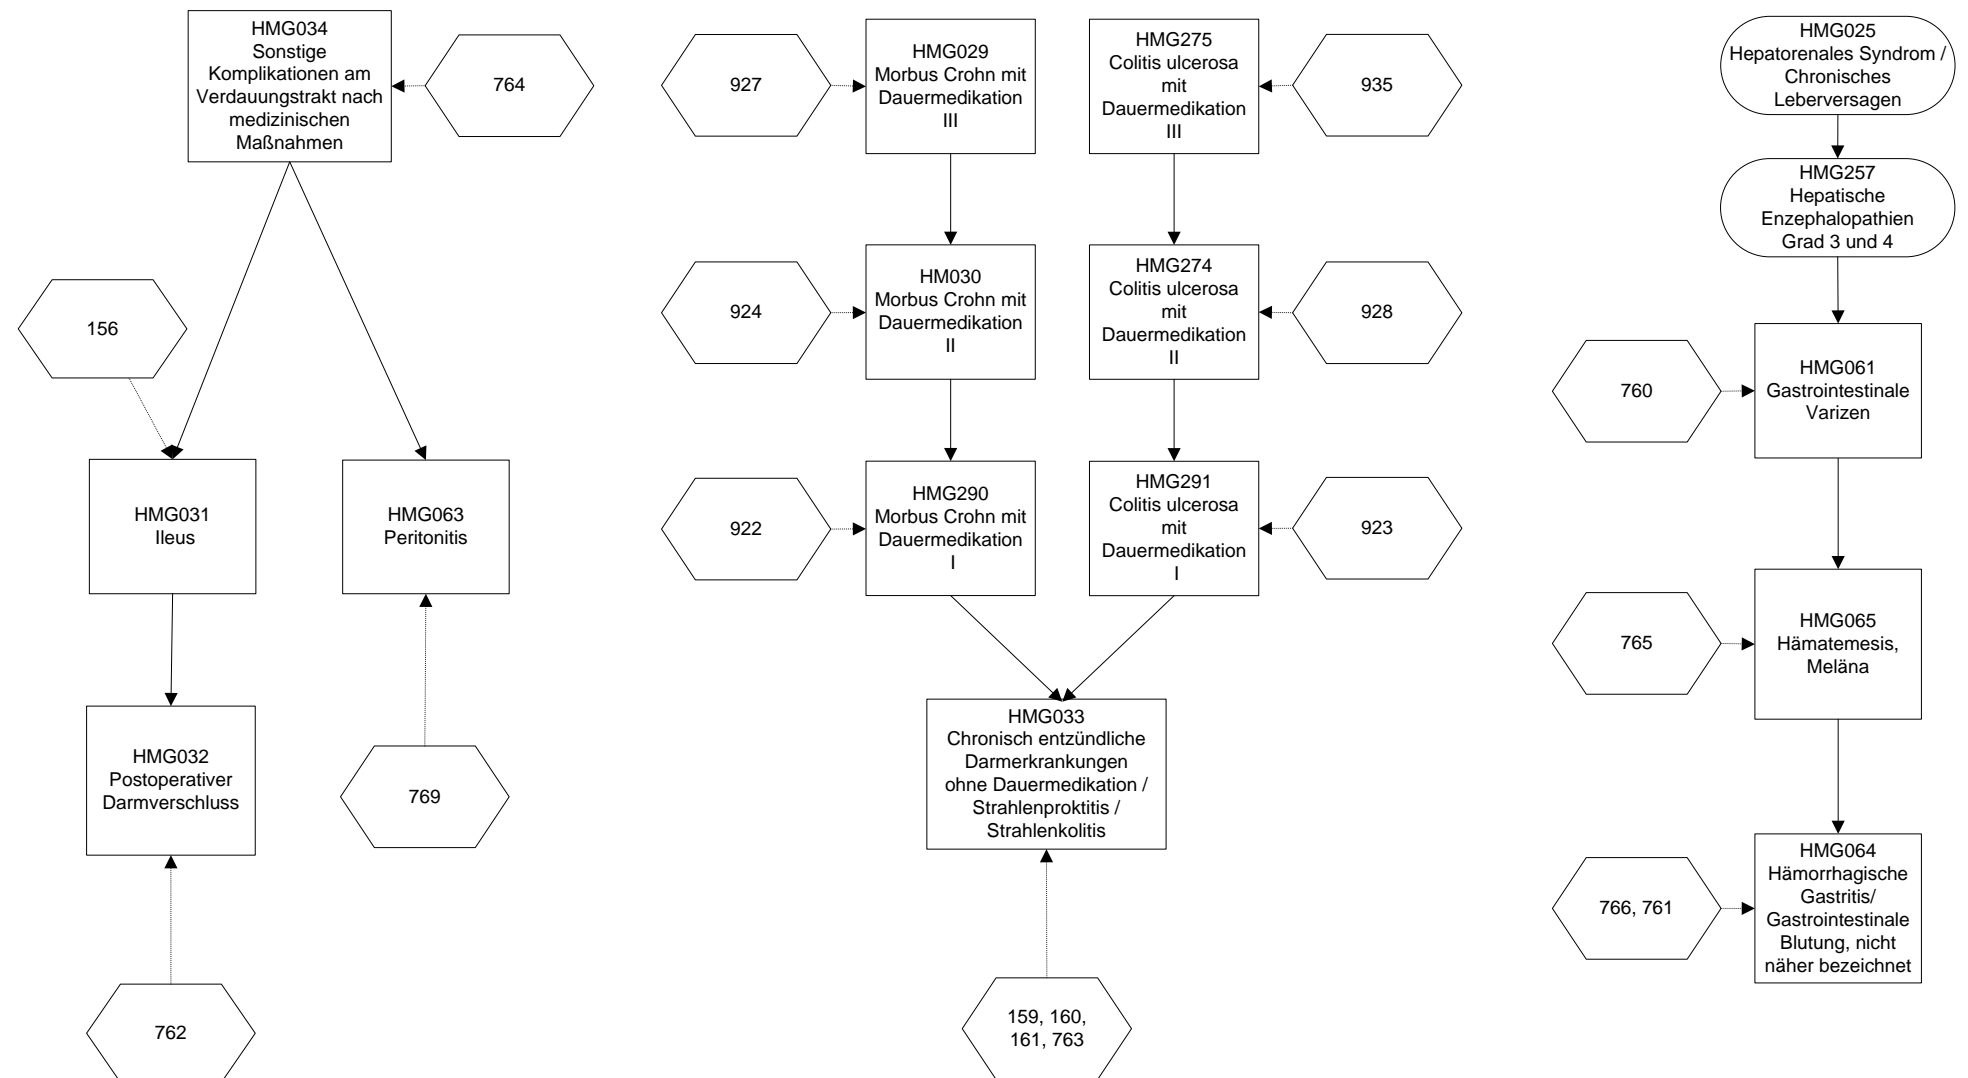 HMG034
Sonstige
Komplikationen am
Verdauungstrakt nach
medizinischen
Maßnahmen
764
156
HMG031
Ileus
HMG063
Peritonitis
HMG032
Postoperativer
Darmverschluss
769
762
927
HMG029
Morbus Crohn mit
Dauermedikation
III
HMG275
Colitis ulcerosa
mit
Dauermedikation
III
935
924
HM030
Morbus Crohn mit
Dauermedikation
II
HMG274
Colitis ulcerosa
mit
Dauermedikation
II
928
922
HMG290
Morbus Crohn mit
Dauermedikation
I
HMG291
Colitis ulcerosa
mit
Dauermedikation
I
923
HMG033
Chronisch entzündliche
Darmerkrankungen
ohne Dauermedikation /
Strahlenproktitis /
Strahlenkolitis
159, 160,
161, 763
HMG025
Hepatorenales Syndrom /
Chronisches
Leberversagen
HMG257
Hepatische
Enzephalopathien
Grad 3 und 4
760
HMG061
Gastrointestinale
Varizen
765
HMG065
Hämatemesis,
Meläna
766, 761
HMG064
Hämorrhagische
Gastritis/
Gastrointestinale
Blutung, nicht
näher bezeichnet